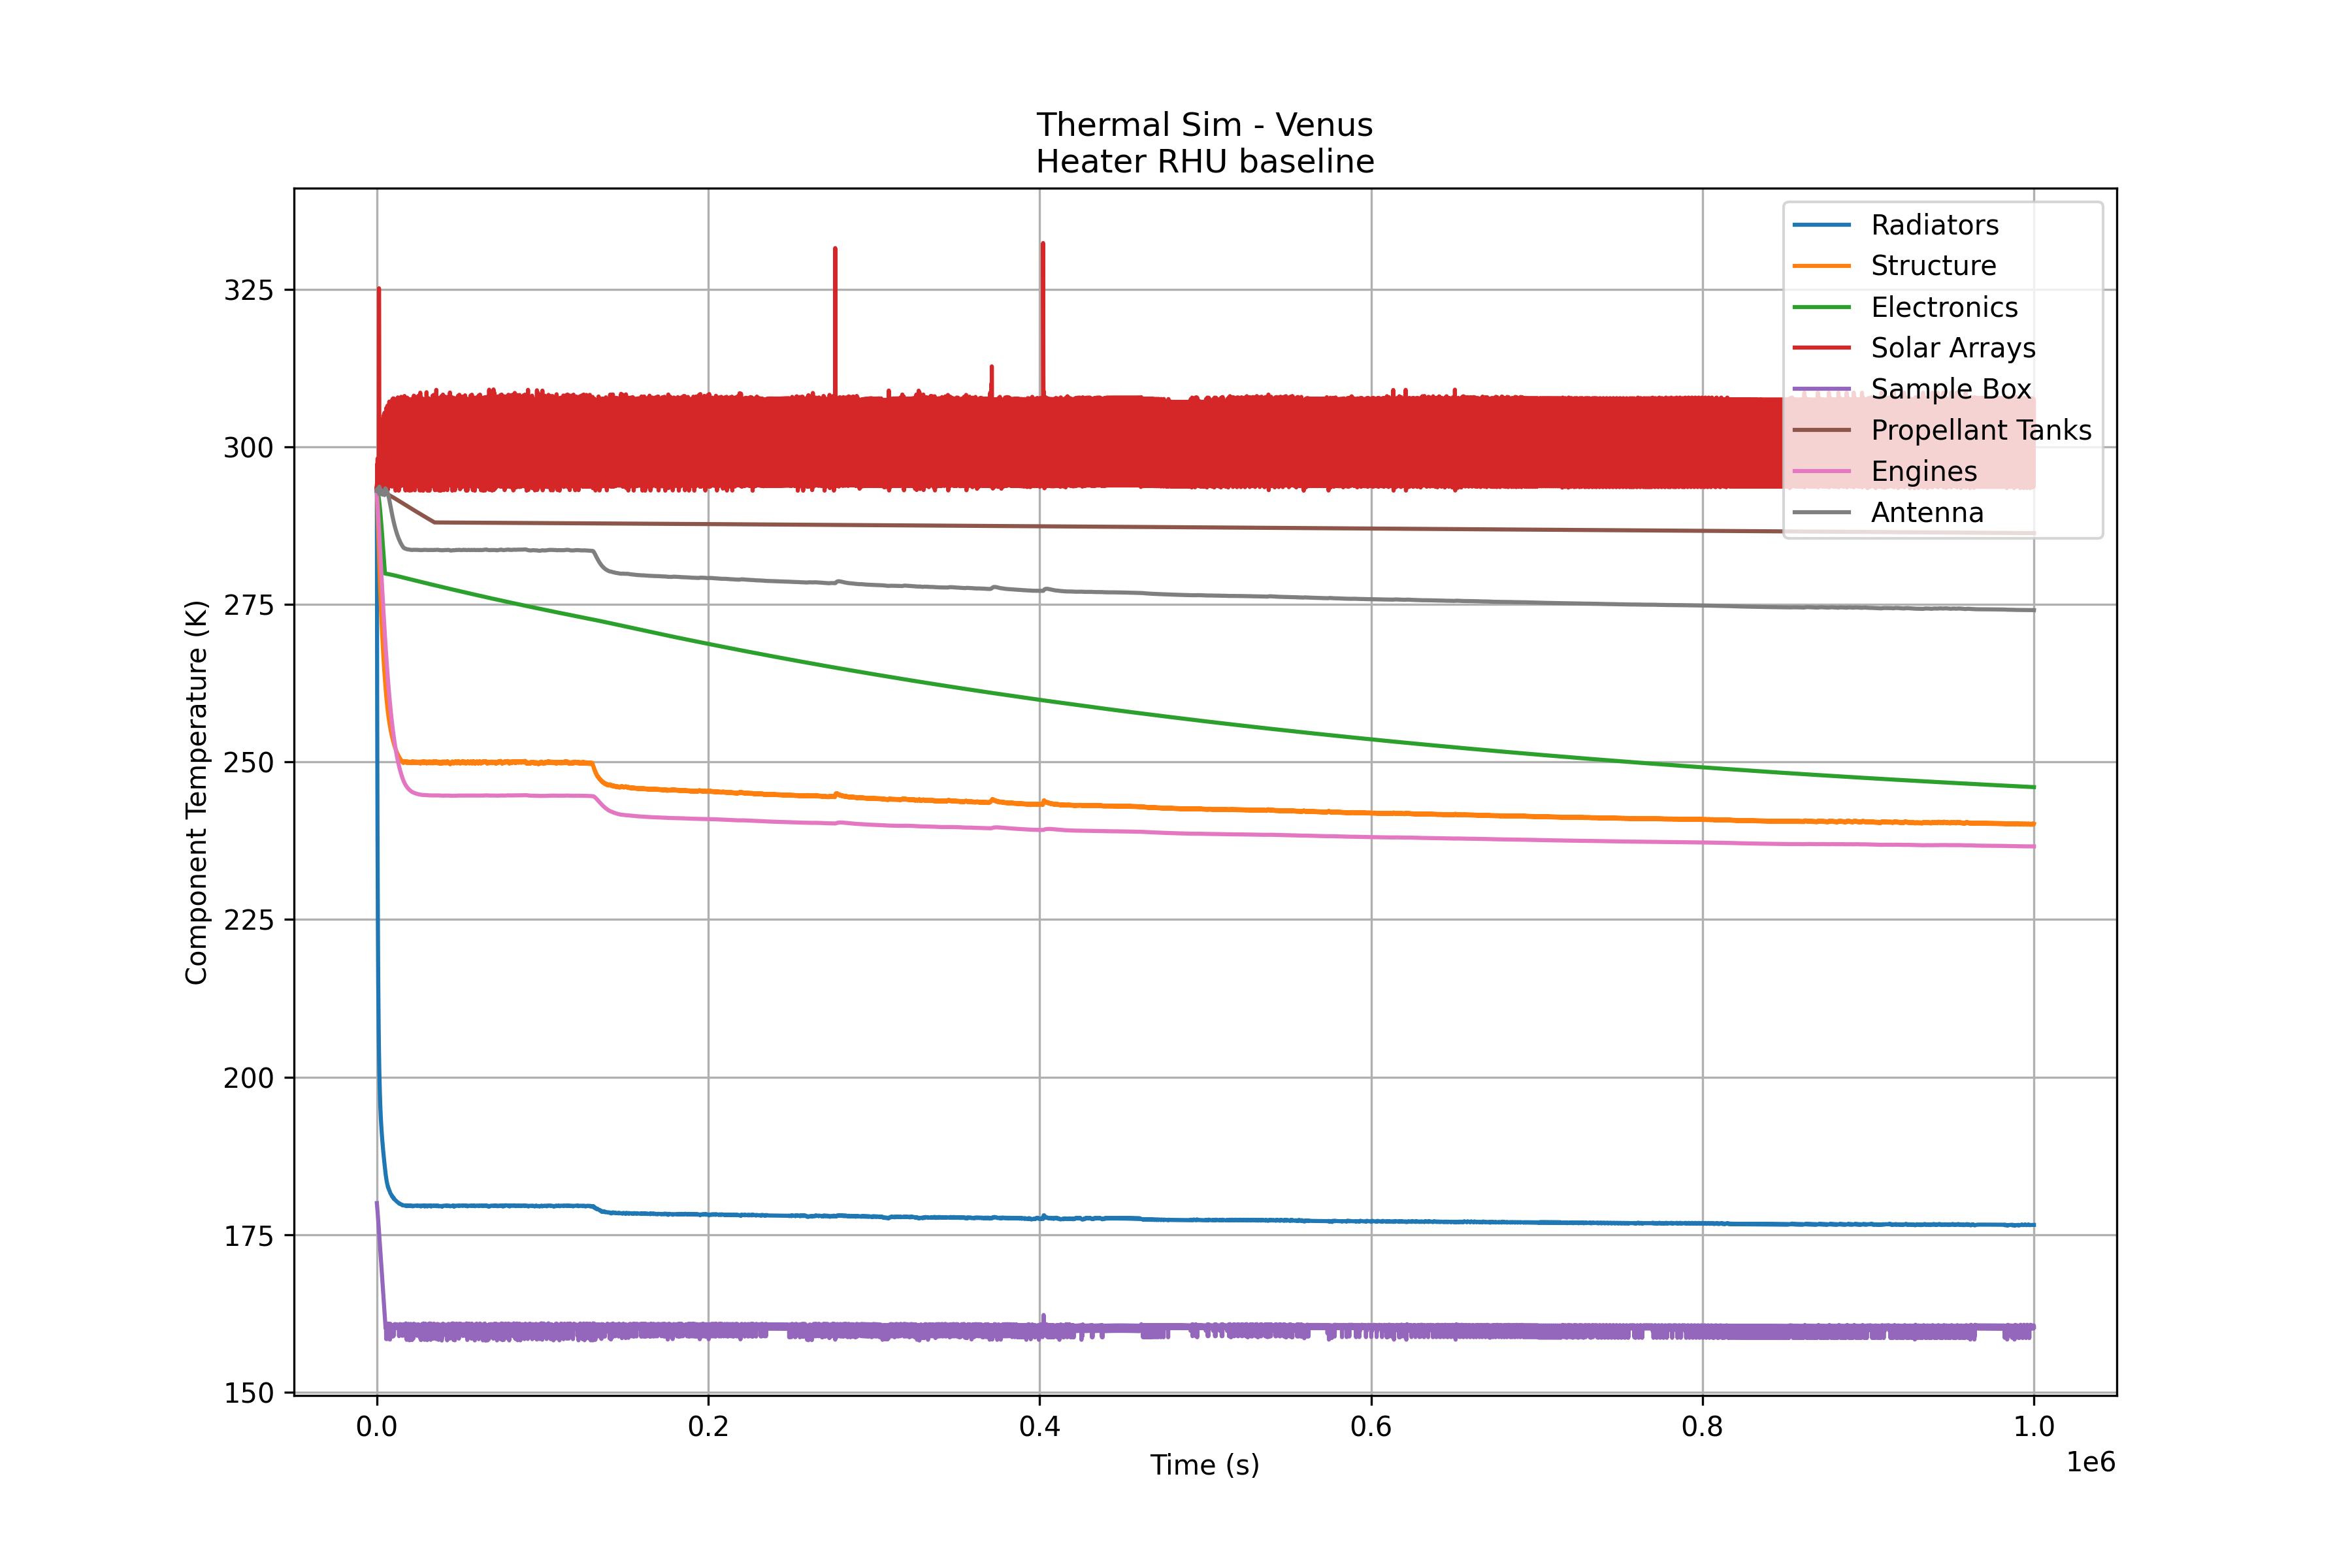 Thermal Sim - Venus
Heater RHU baseline
Component Temperature (K)
325
300
275
250
225
200
175
150
Radiators
Structure
Electronics
Solar Arrays
Sample Box
Propellant Tanks
Engines
Antenna
0.0 0.2 0.4 0.6 0.8 1.0
1e6
Time (s)